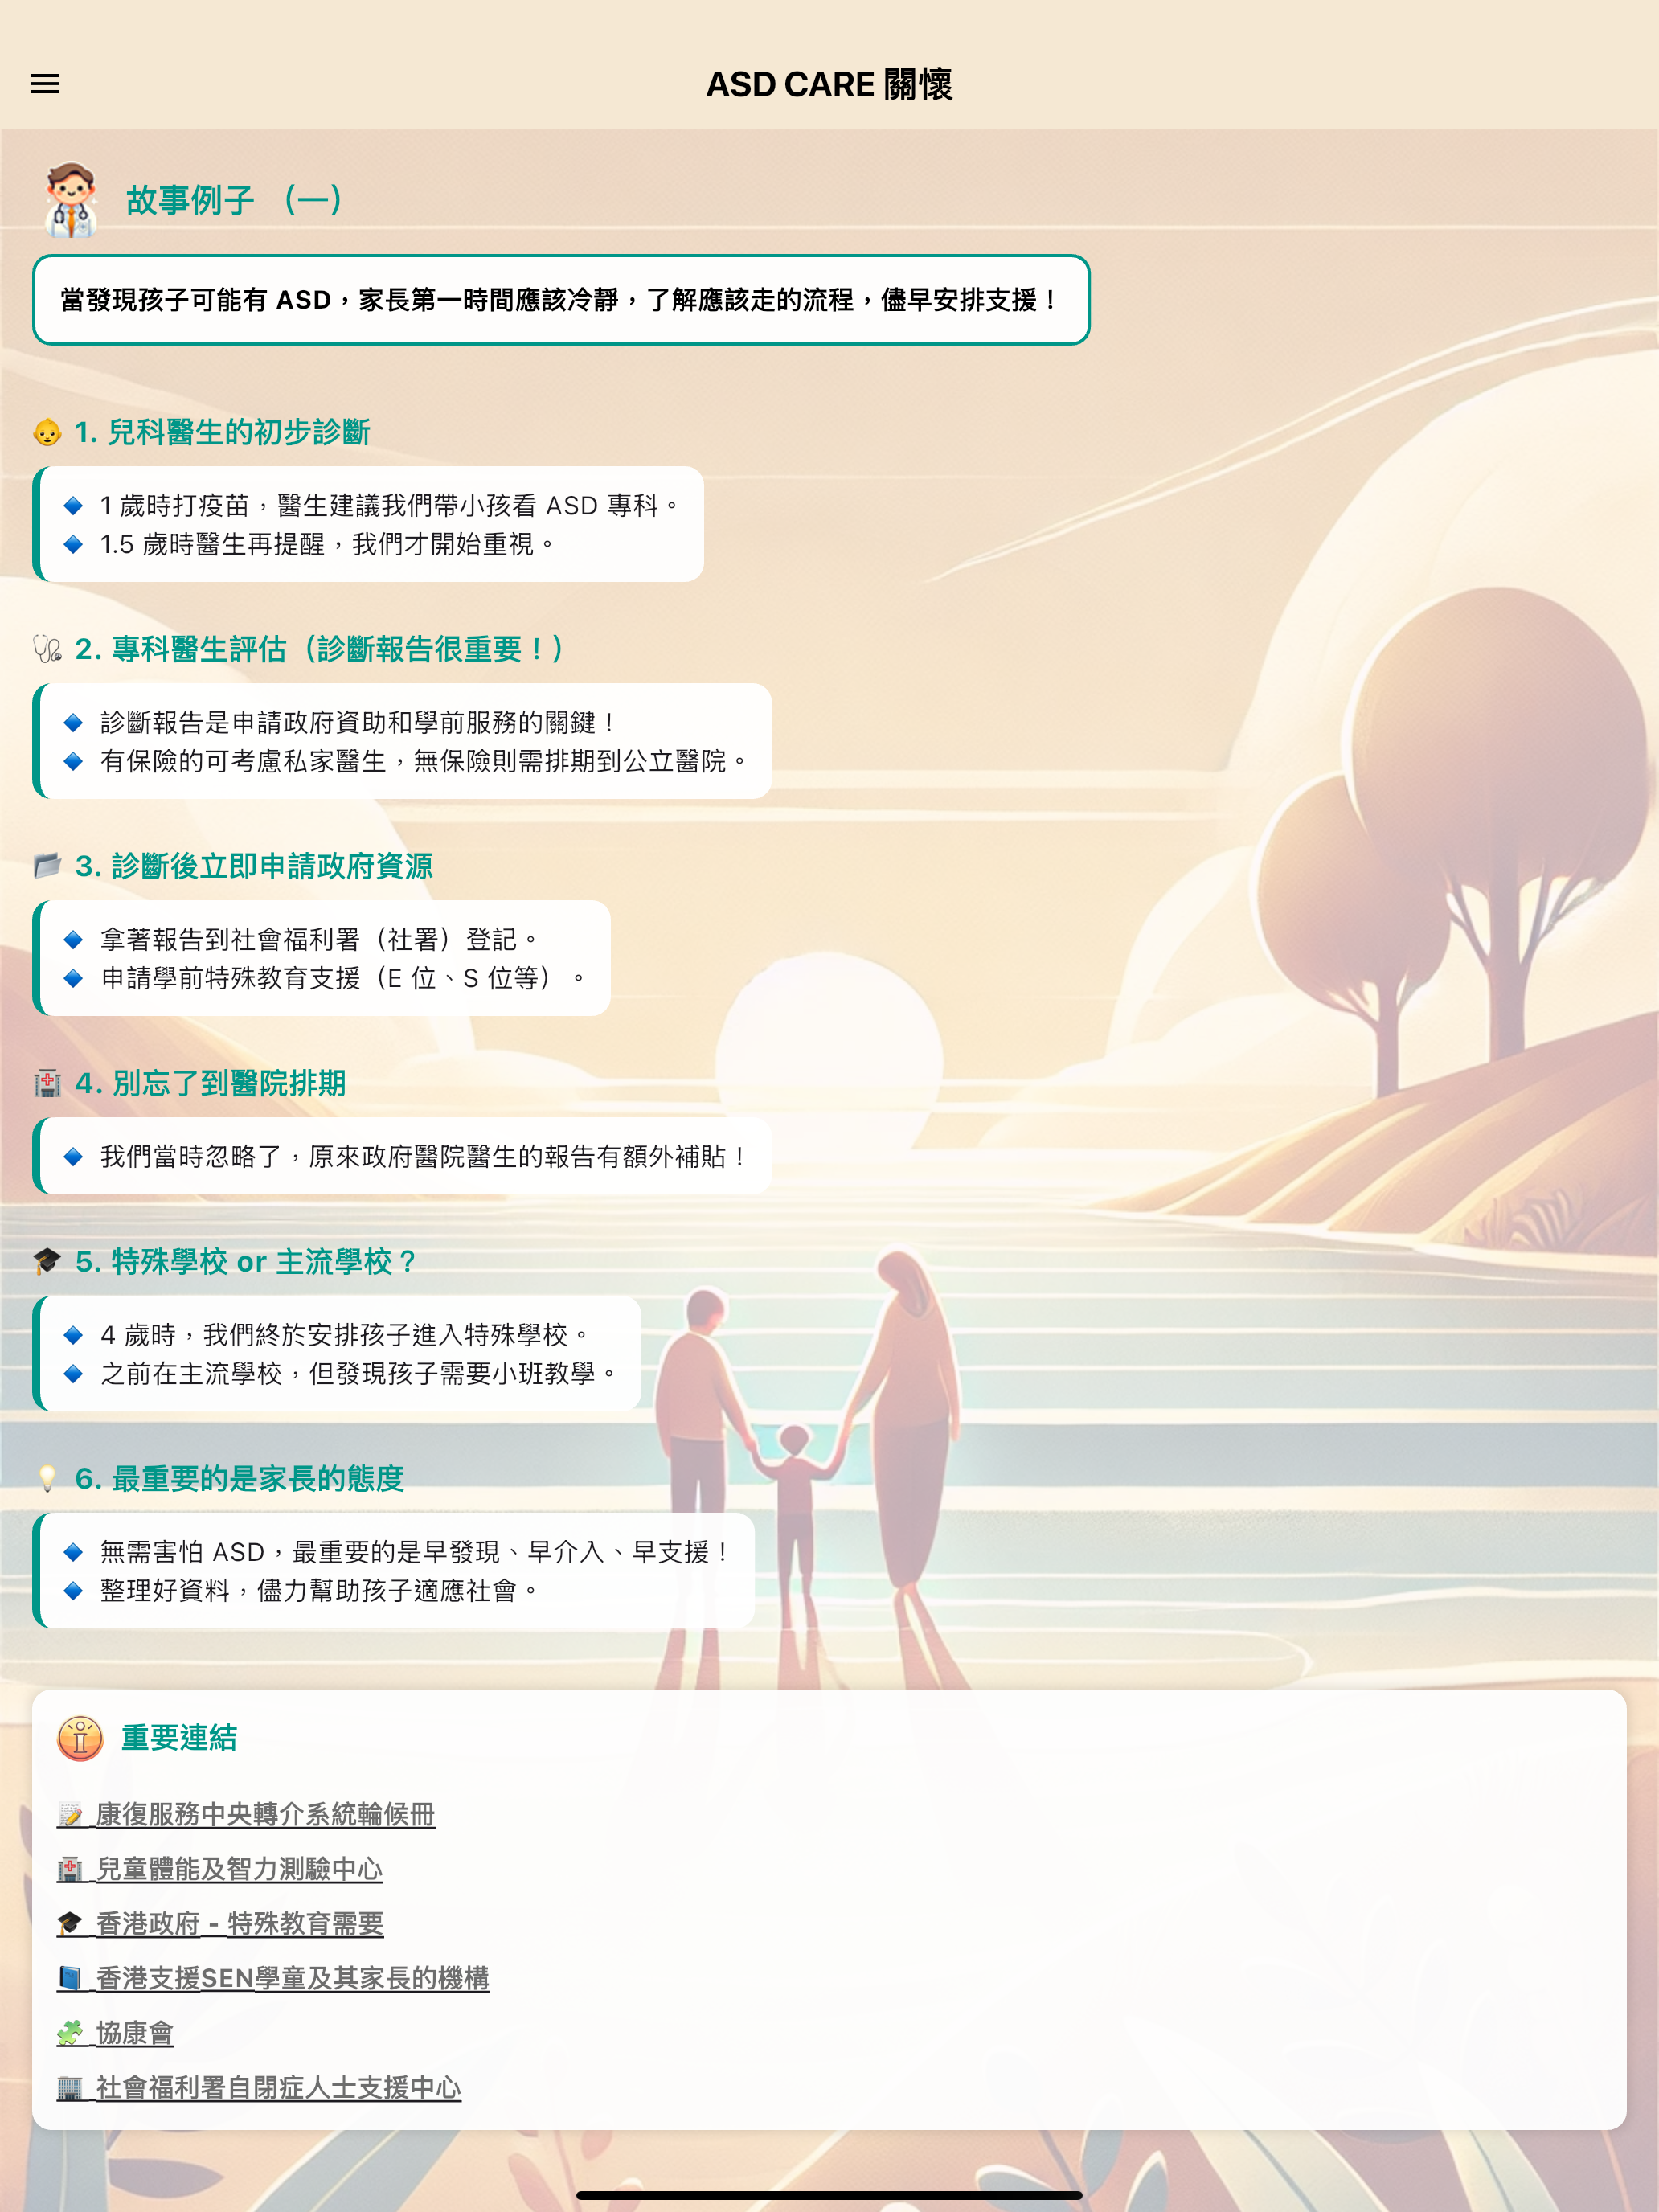 ASD CARE 關懷
故事例子 （一）
當發現孩子可能有 ASD，家長第一時間應該冷靜，了解應該走的流程，儘早安排支援！
1. 兒科醫生的初步診斷
1 歲時打疫苗，醫生建議我們帶小孩看 ASD 專科。
1.5 歲時醫生再提醒，我們才開始重視。
2. 專科醫生評估（診斷報告很重要！）
診斷報告是申請政府資助和學前服務的關鍵！
有保險的可考慮私家醫生，無保險則需排期到公立醫院。
3. 診斷後立即申請政府資源
拿著報告到社會福利署（社署）登記。
申請學前特殊教育支援（E 位、S 位等）。
4. 別忘了到醫院排期
我們當時忽略了，原來政府醫院醫生的報告有額外補貼！
5. 特殊學校 or 主流學校？
4 歲時，我們終於安排孩子進入特殊學校。
之前在主流學校，但發現孩子需要小班教學。
6. 最重要的是家長的態度
無需害怕 ASD，最重要的是早發現、早介入、早支援！
整理好資料，儘力幫助孩子適應社會。
重要連結
康復服務中央轉介系統輪候冊
兒童體能及智力測驗中心
香港政府 - 特殊教育需要
香港支援SEN學童及其家長的機構
協康會
社會福利署自閉症人士支援中心